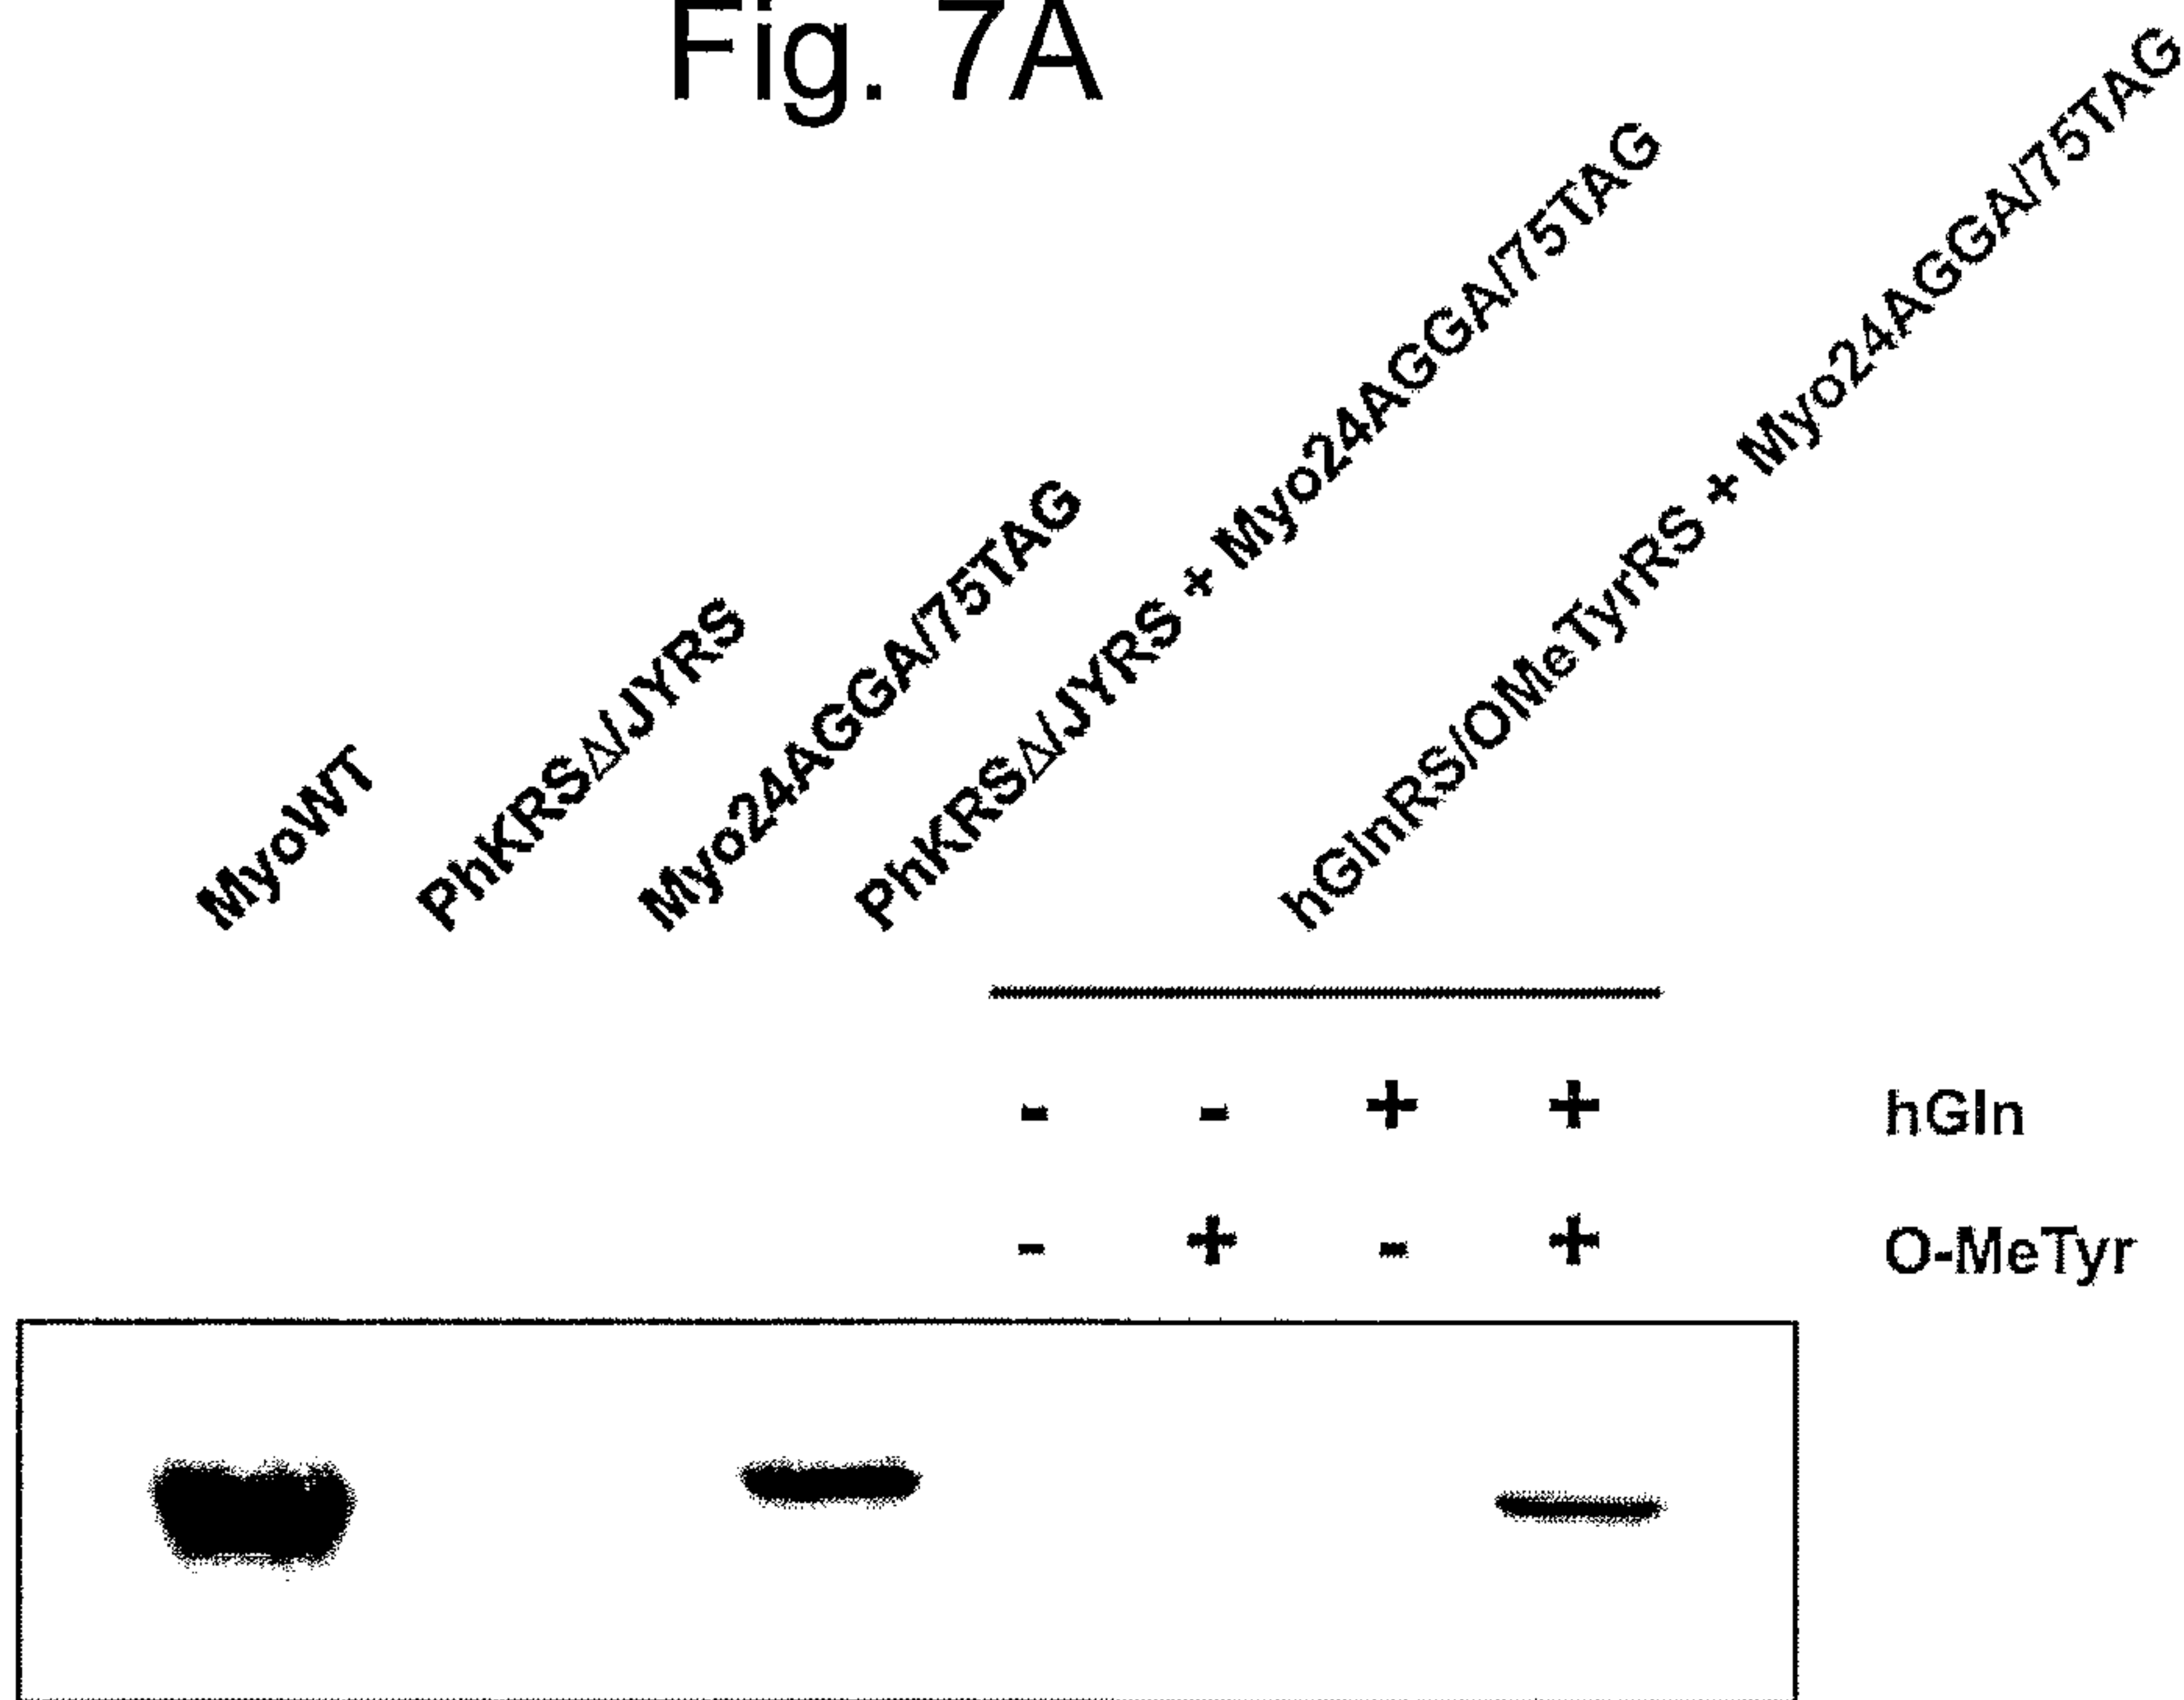 Fig. 7A
MyoWT
PhKRSΔ/JYRS
Myo24AGGA/75TAG
PhKRSΔ/JYRS + Myo24AGGA/75TAG
hGlnRS/OMeTyrRS + Myo24AGGA/75TAG
- - + + hGln
- + - + O-MeTyr